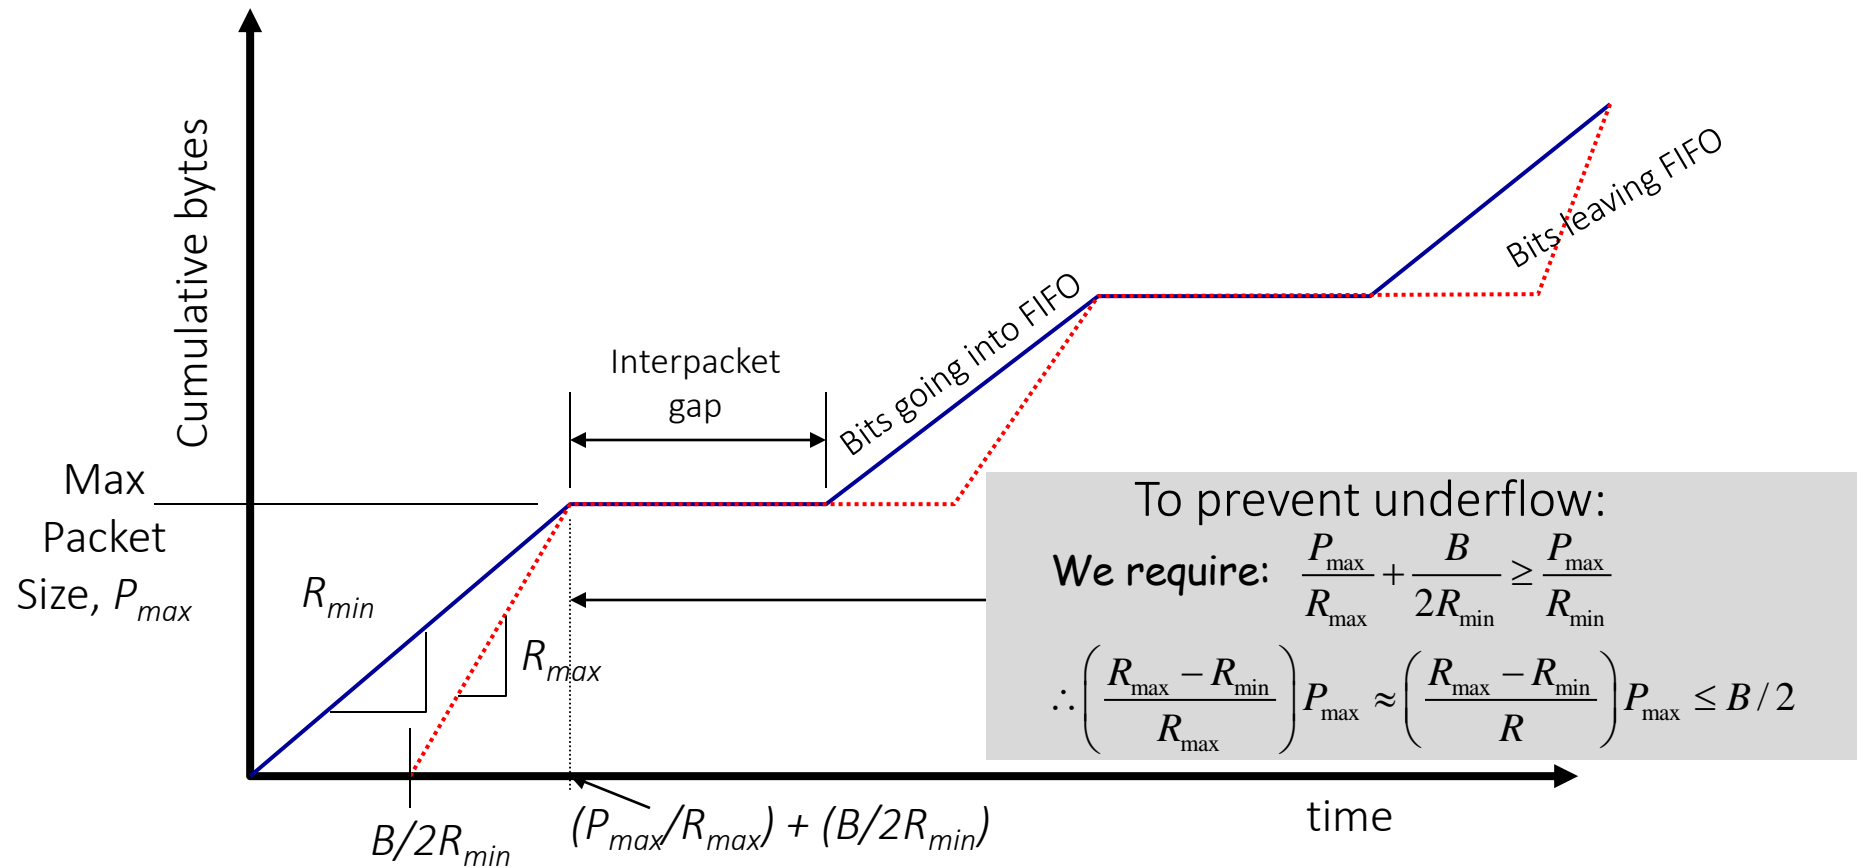 Cumulative bytes
Max
Packet
Size, P_max
R_min
R_max
Interpacket
gap
Bits going into FIFO
Bits leaving FIFO
To prevent underflow:
We require: P_max/R_max + B/2R_min ≥ P_max/R_min
∴ ((R_max − R_min)/R_max) P_max ≈ ((R_max − R_min)/R) P_max ≤ B / 2
B/2R_min
(P_max/R_max) + (B/2R_min)
time